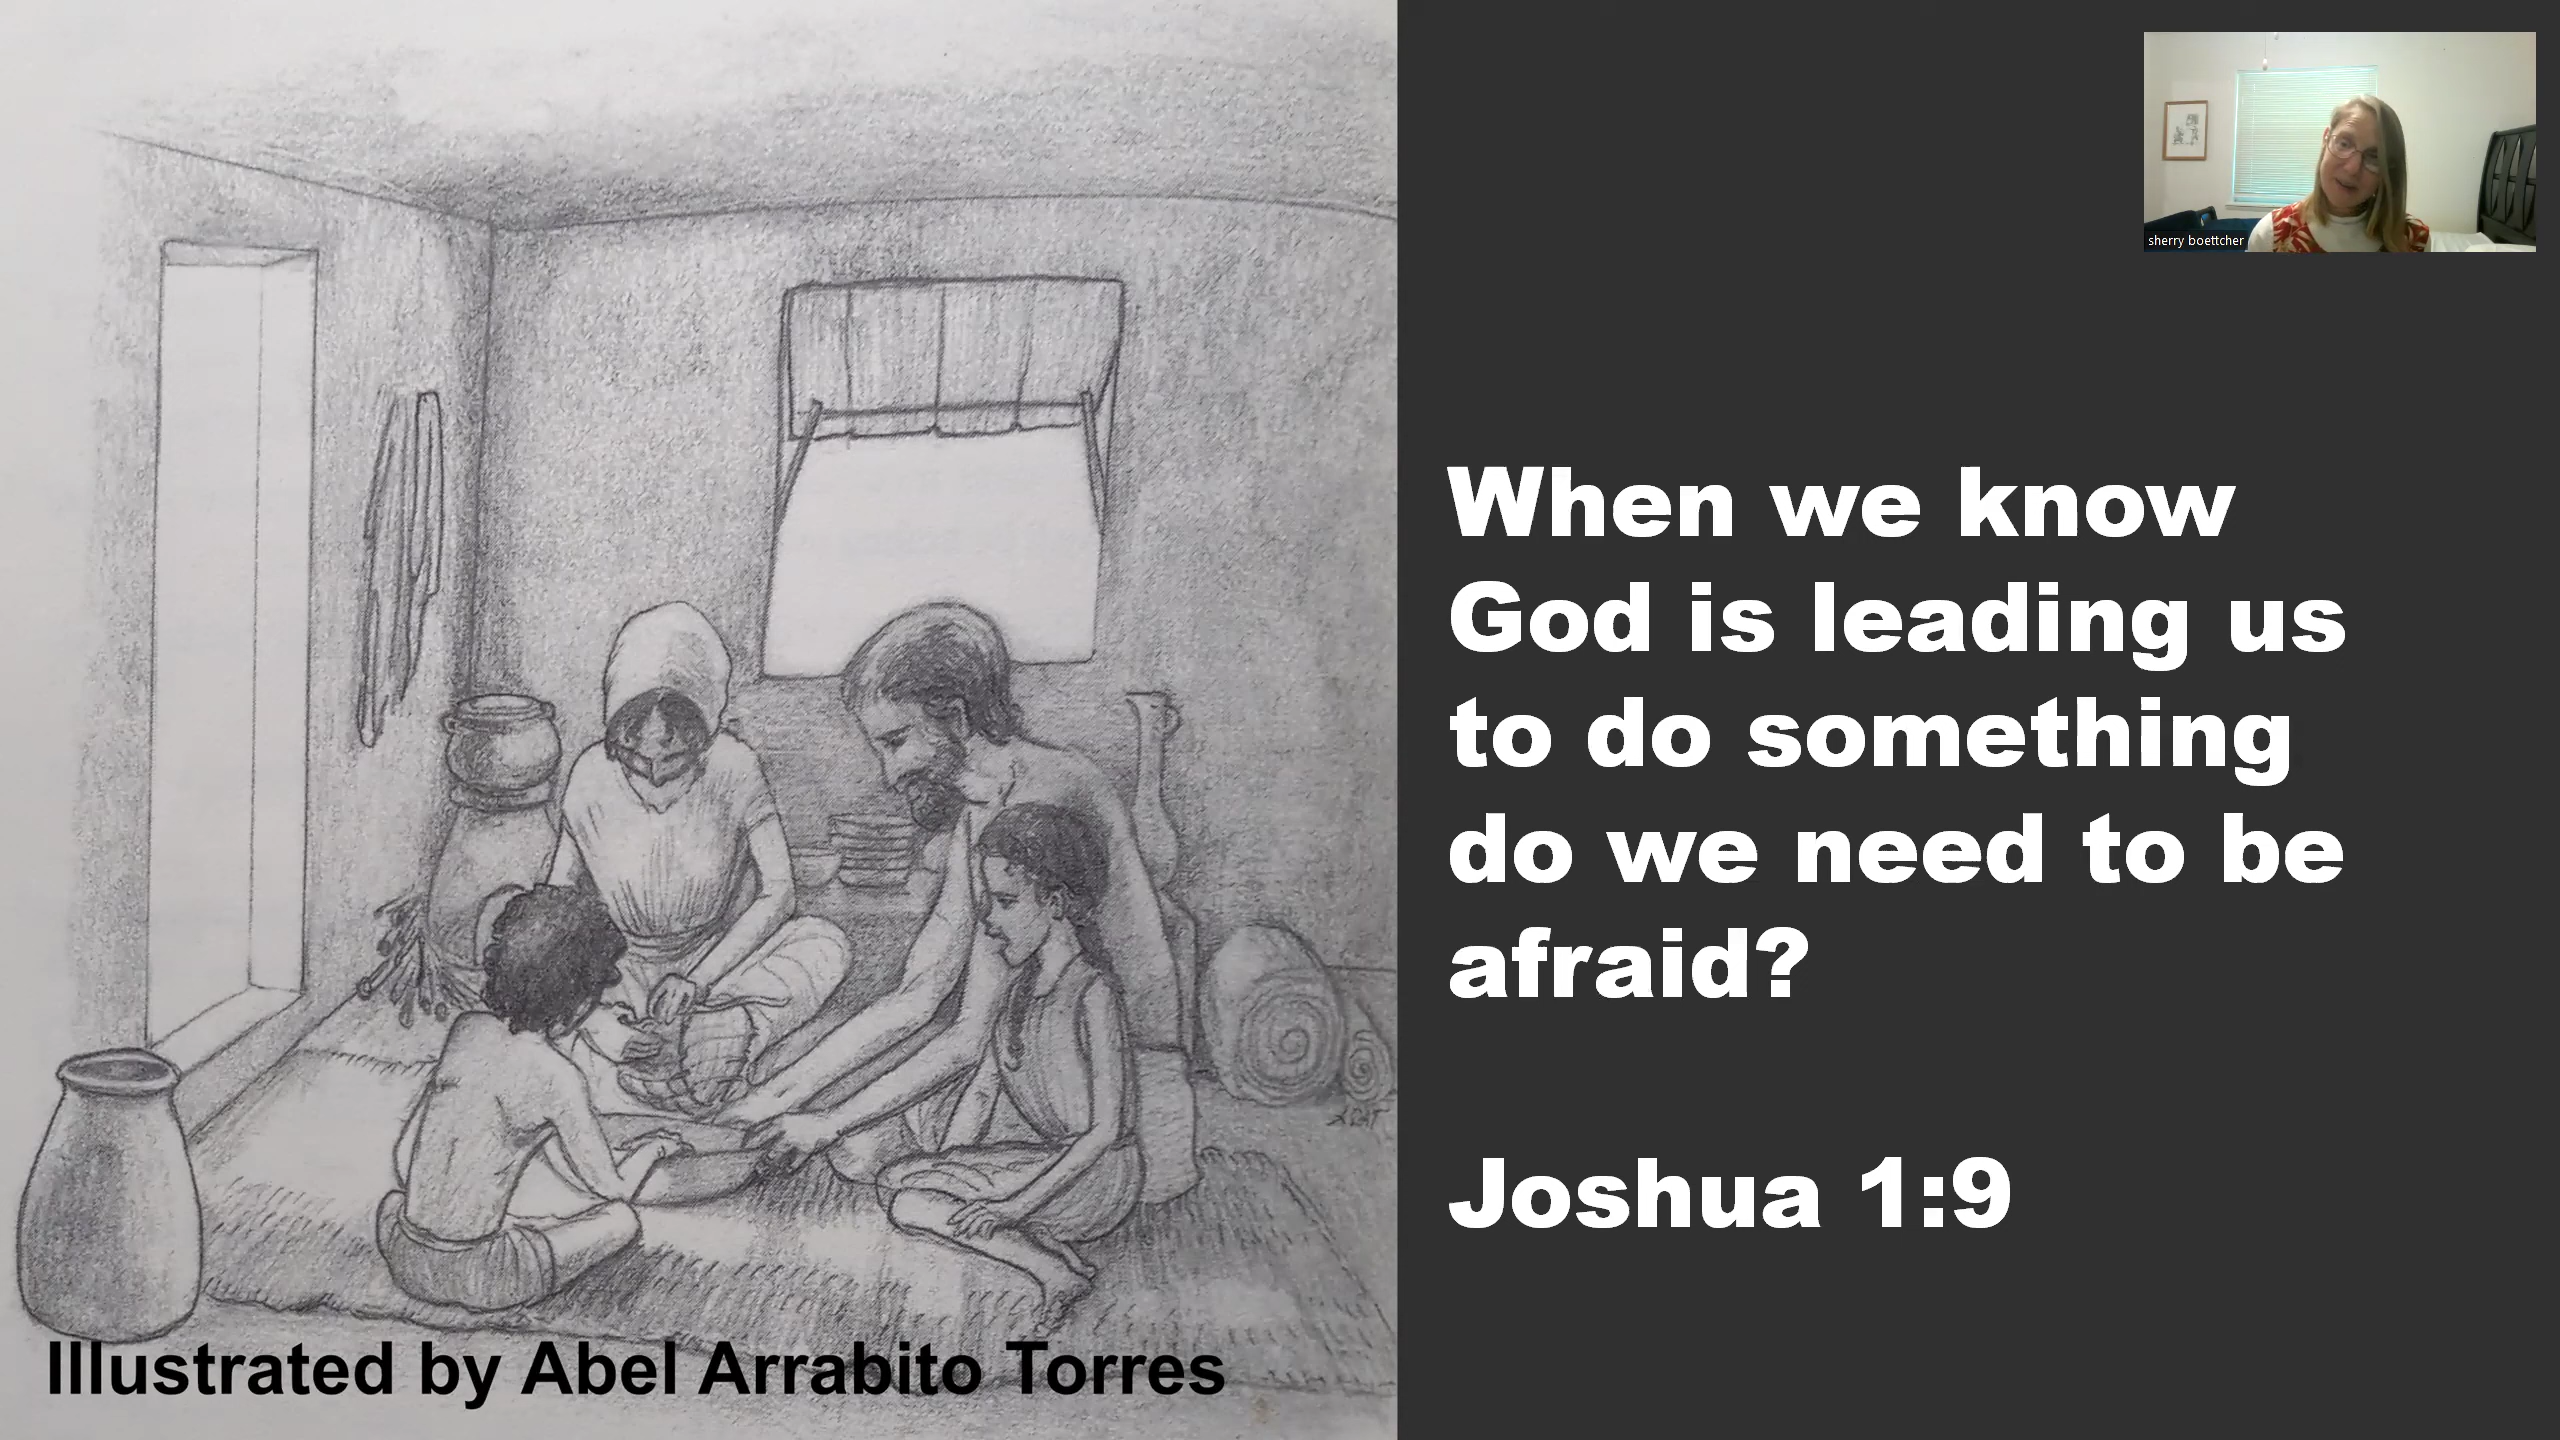 sherry boettcher
When we know
God is leading us
to do something
do we need to be
afraid?
Joshua 1:9
Illustrated by Abel Arrabito Torres